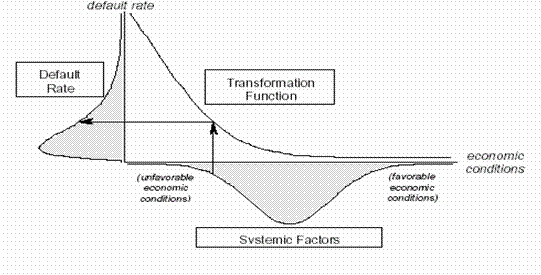 default rate
Default
Rate
Transformation
Function
economic
conditions
(unfavorable
economic
conditions)
(favorable
economic
conditions)
Systemic Factors